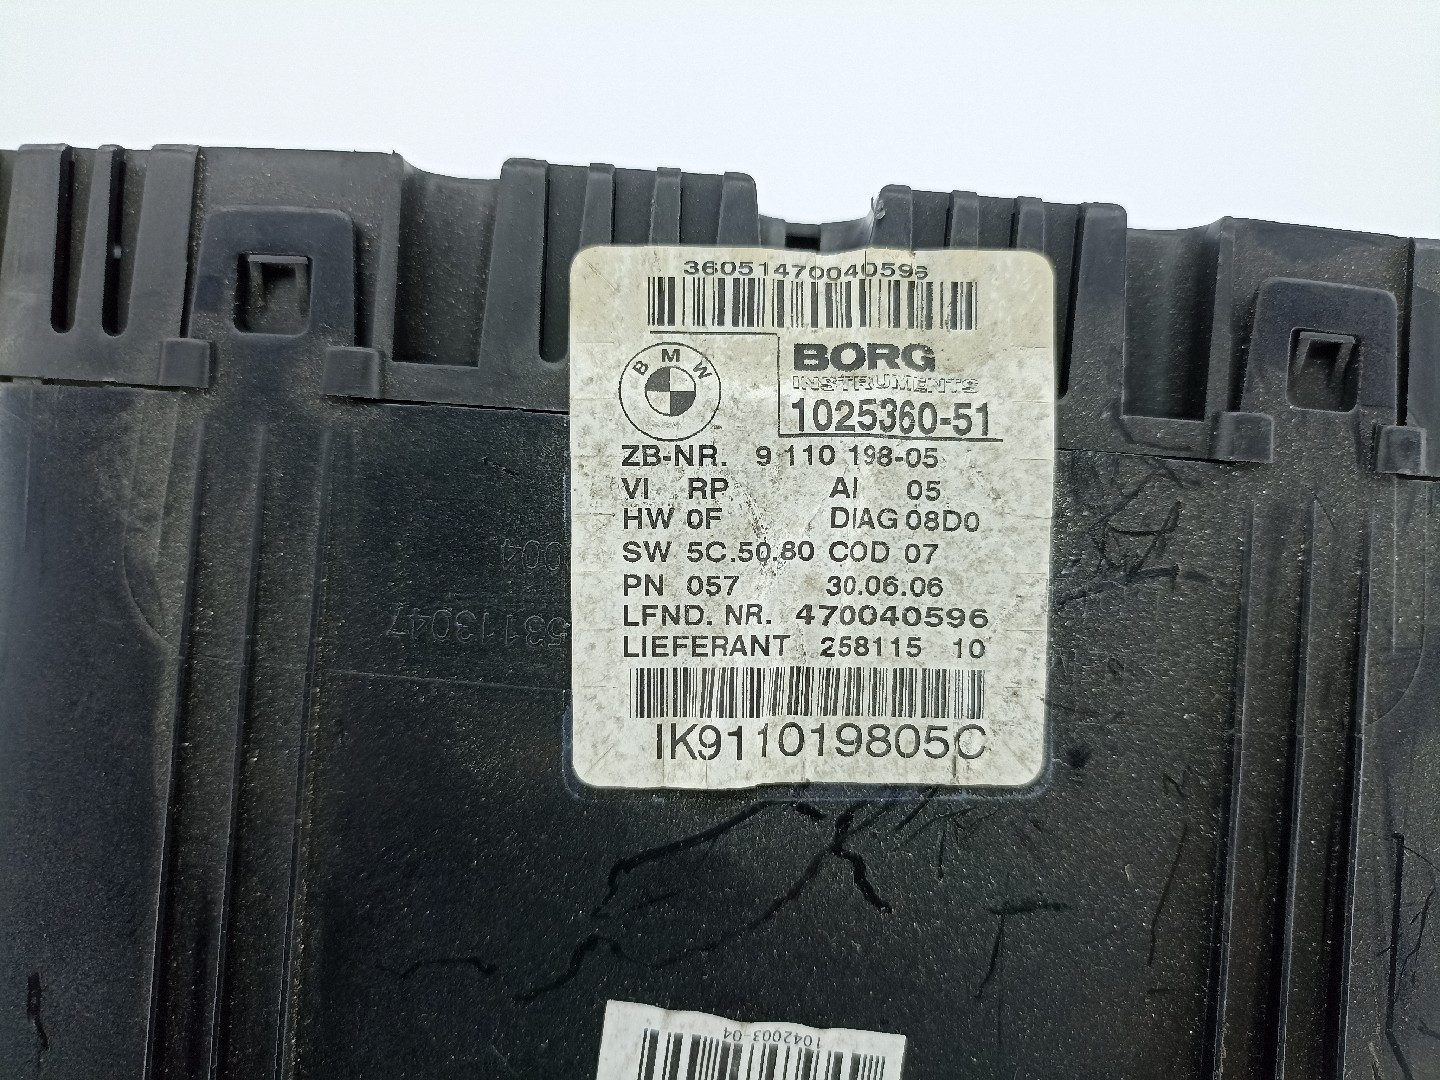 36051470040596
BMW
BORG
INSTRUMENTS
1025360-51
ZB-NR. 9 110 198-05
VI RP AI 05
HW 0F DIAG 08D0
SW 5C.50.80 COD 07
PN 057 30.06.06
LFND. NR. 470040596
LIEFERANT 258115 10
IK911019805C
53113047
1042003-04